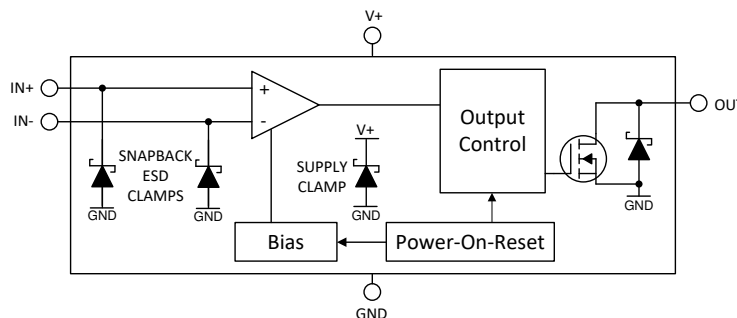 V+
IN+
IN-
+
-
SNAPBACK
ESD
CLAMPS
GND
GND
V+
SUPPLY
CLAMP
GND
Output
Control
OUT
GND
Bias
Power-On-Reset
GND